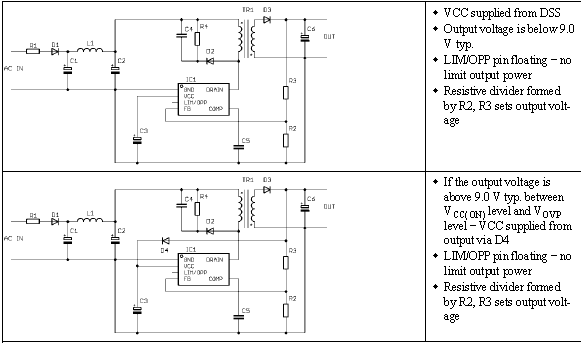 TR1
D3
C4
R4
C6
OUT
R1
D1
L1
D2
C1
C2
R3
AC IN
IC1
GND DRAIN
VCC
LIM/OPP
FB COMP
C3
R2
C5
◆ VCC supplied from DSS
◆ Output voltage is below 9.0
V typ.
◆ LIM/OPP pin floating – no
limit output power
◆ Resistive divider formed
by R2, R3 sets output volt-
age
TR1
D3
C4
R4
C6
OUT
R1
D1
L1
D2
C1
C2
D4
R3
AC IN
IC1
GND DRAIN
VCC
LIM/OPP
FB COMP
C3
R2
C5
◆ If the output voltage is
above 9.0 V typ. between
VCC(ON) level and VOVP
level – VCC supplied from
output via D4
◆ LIM/OPP pin floating – no
limit output power
◆ Resistive divider formed
by R2, R3 sets output volt-
age